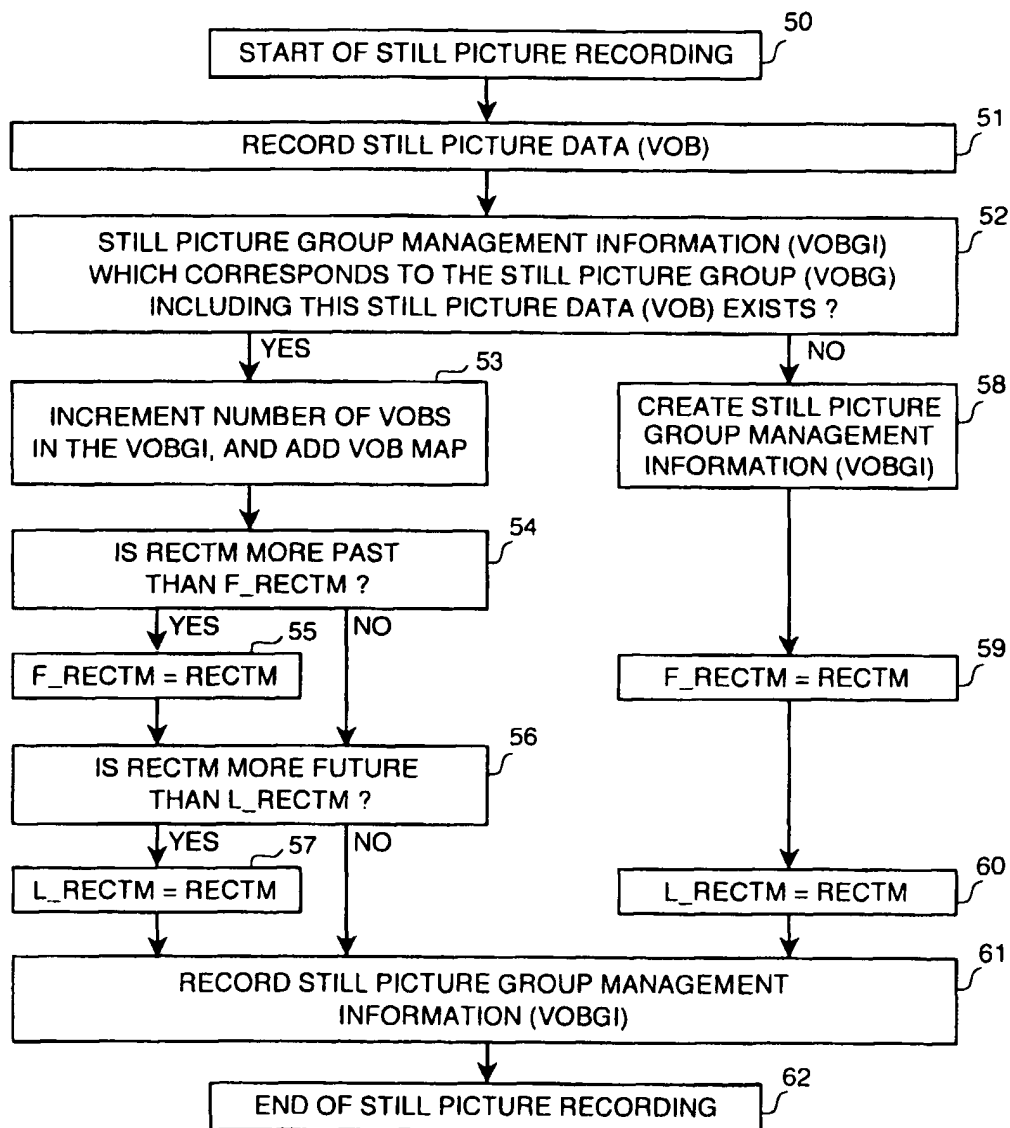 50
START OF STILL PICTURE RECORDING
51
RECORD STILL PICTURE DATA (VOB)
52
STILL PICTURE GROUP MANAGEMENT INFORMATION (VOBGI)
WHICH CORRESPONDS TO THE STILL PICTURE GROUP (VOBG)
INCLUDING THIS STILL PICTURE DATA (VOB) EXISTS ?
YES
NO
53
INCREMENT NUMBER OF VOBS
IN THE VOBGI, AND ADD VOB MAP
58
CREATE STILL PICTURE
GROUP MANAGEMENT
INFORMATION (VOBGI)
54
IS RECTM MORE PAST
THAN F_RECTM ?
YES
NO
55
F_RECTM = RECTM
59
F_RECTM = RECTM
56
IS RECTM MORE FUTURE
THAN L_RECTM ?
YES
NO
57
L_RECTM = RECTM
60
L_RECTM = RECTM
61
RECORD STILL PICTURE GROUP MANAGEMENT
INFORMATION (VOBGI)
62
END OF STILL PICTURE RECORDING